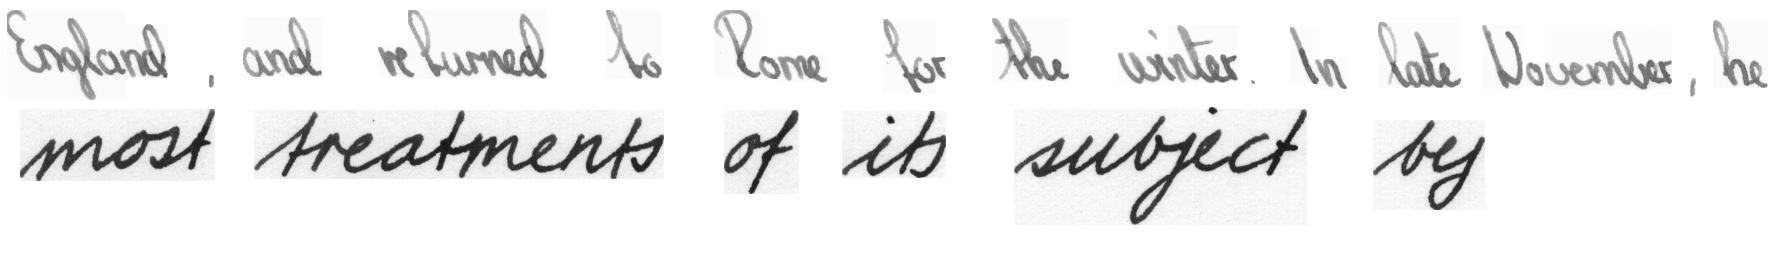 England, and returned to Rome for the winter. In late November, he
most treatments of its subject by